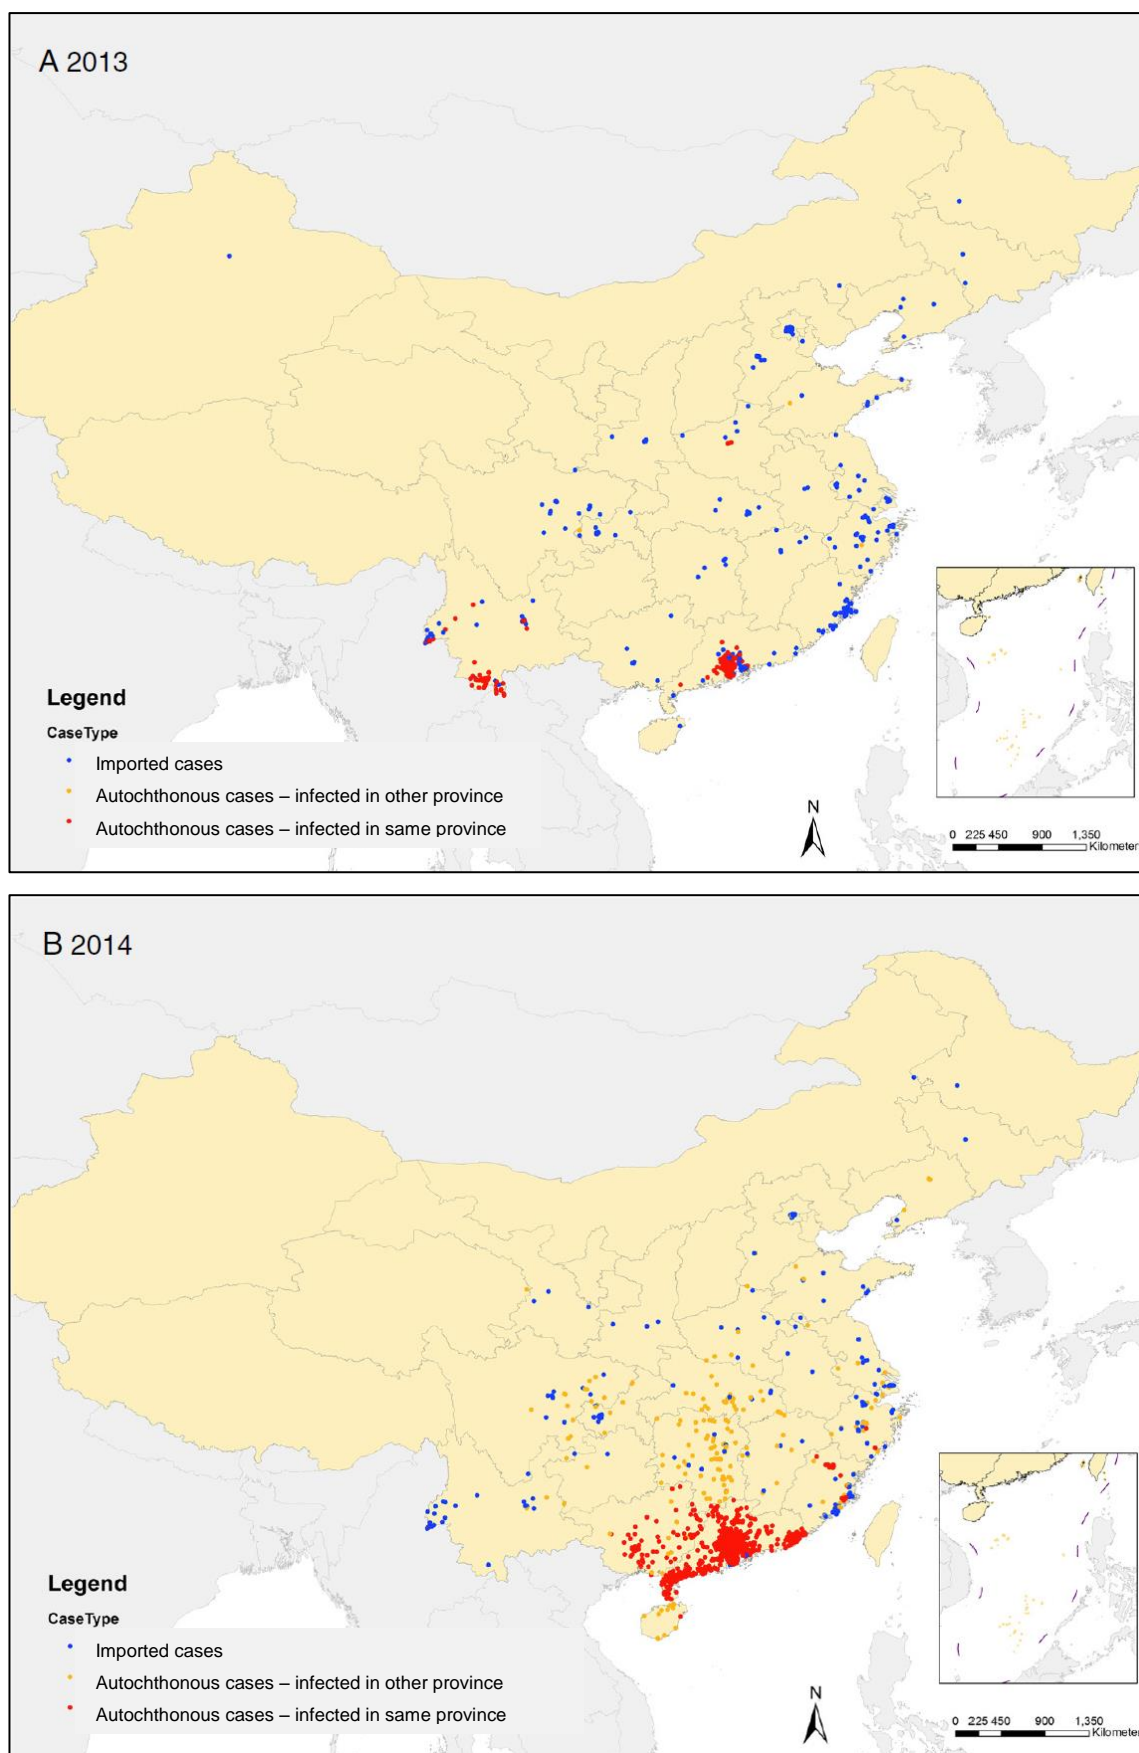 A 2013
Legend
CaseType
Imported cases
Autochthonous cases – infected in other province
Autochthonous cases – infected in same province
N
0 225 450 900 1,350
Kilometer
B 2014
Legend
CaseType
Imported cases
Autochthonous cases – infected in other province
Autochthonous cases – infected in same province
N
0 225 450 900 1,350
Kilometer